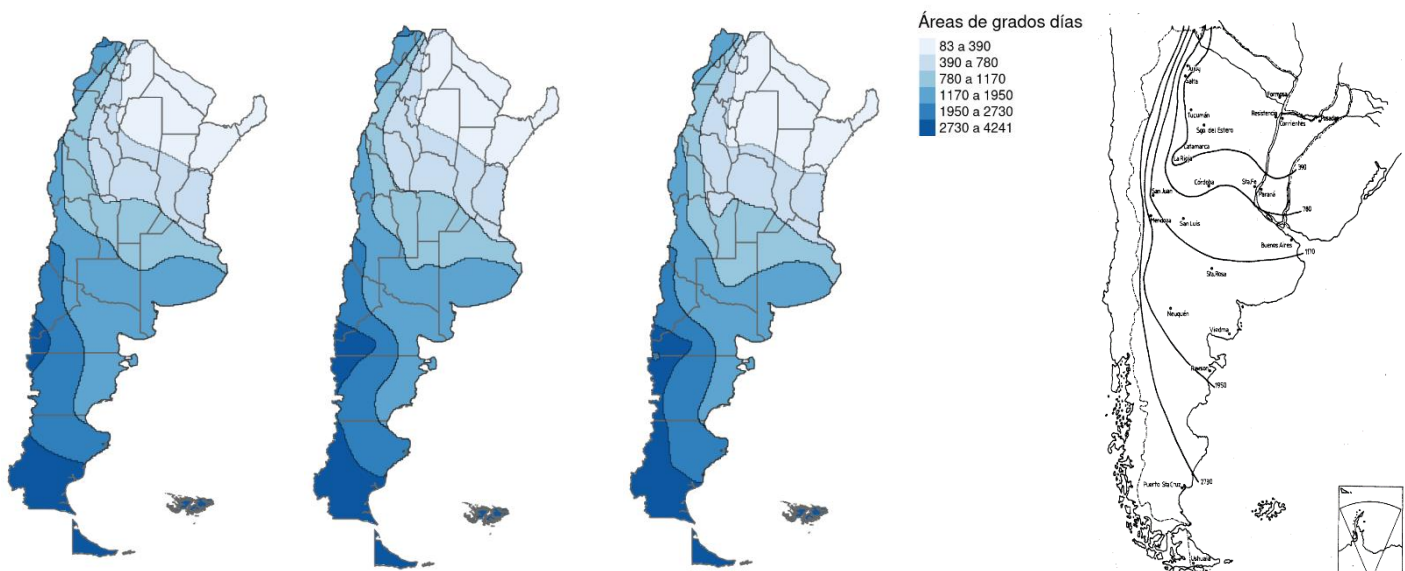 Áreas de grados días
83 a 390
390 a 780
780 a 1170
1170 a 1950
1950 a 2730
2730 a 4241
Jujuy
Salta
Formosa
Tucumán
Resistencia
Corrientes
Posadas
Sgo. del Estero
Catamarca
La Rioja
390
Córdoba
Sta.Fe
San Juan
Paraná
780
Mendoza
San Luis
Buenos Aires
1170
Sta.Rosa
Neuquén
Viedma
Rawson
1950
2730
Puerto Sta.Cruz
Ushuaia